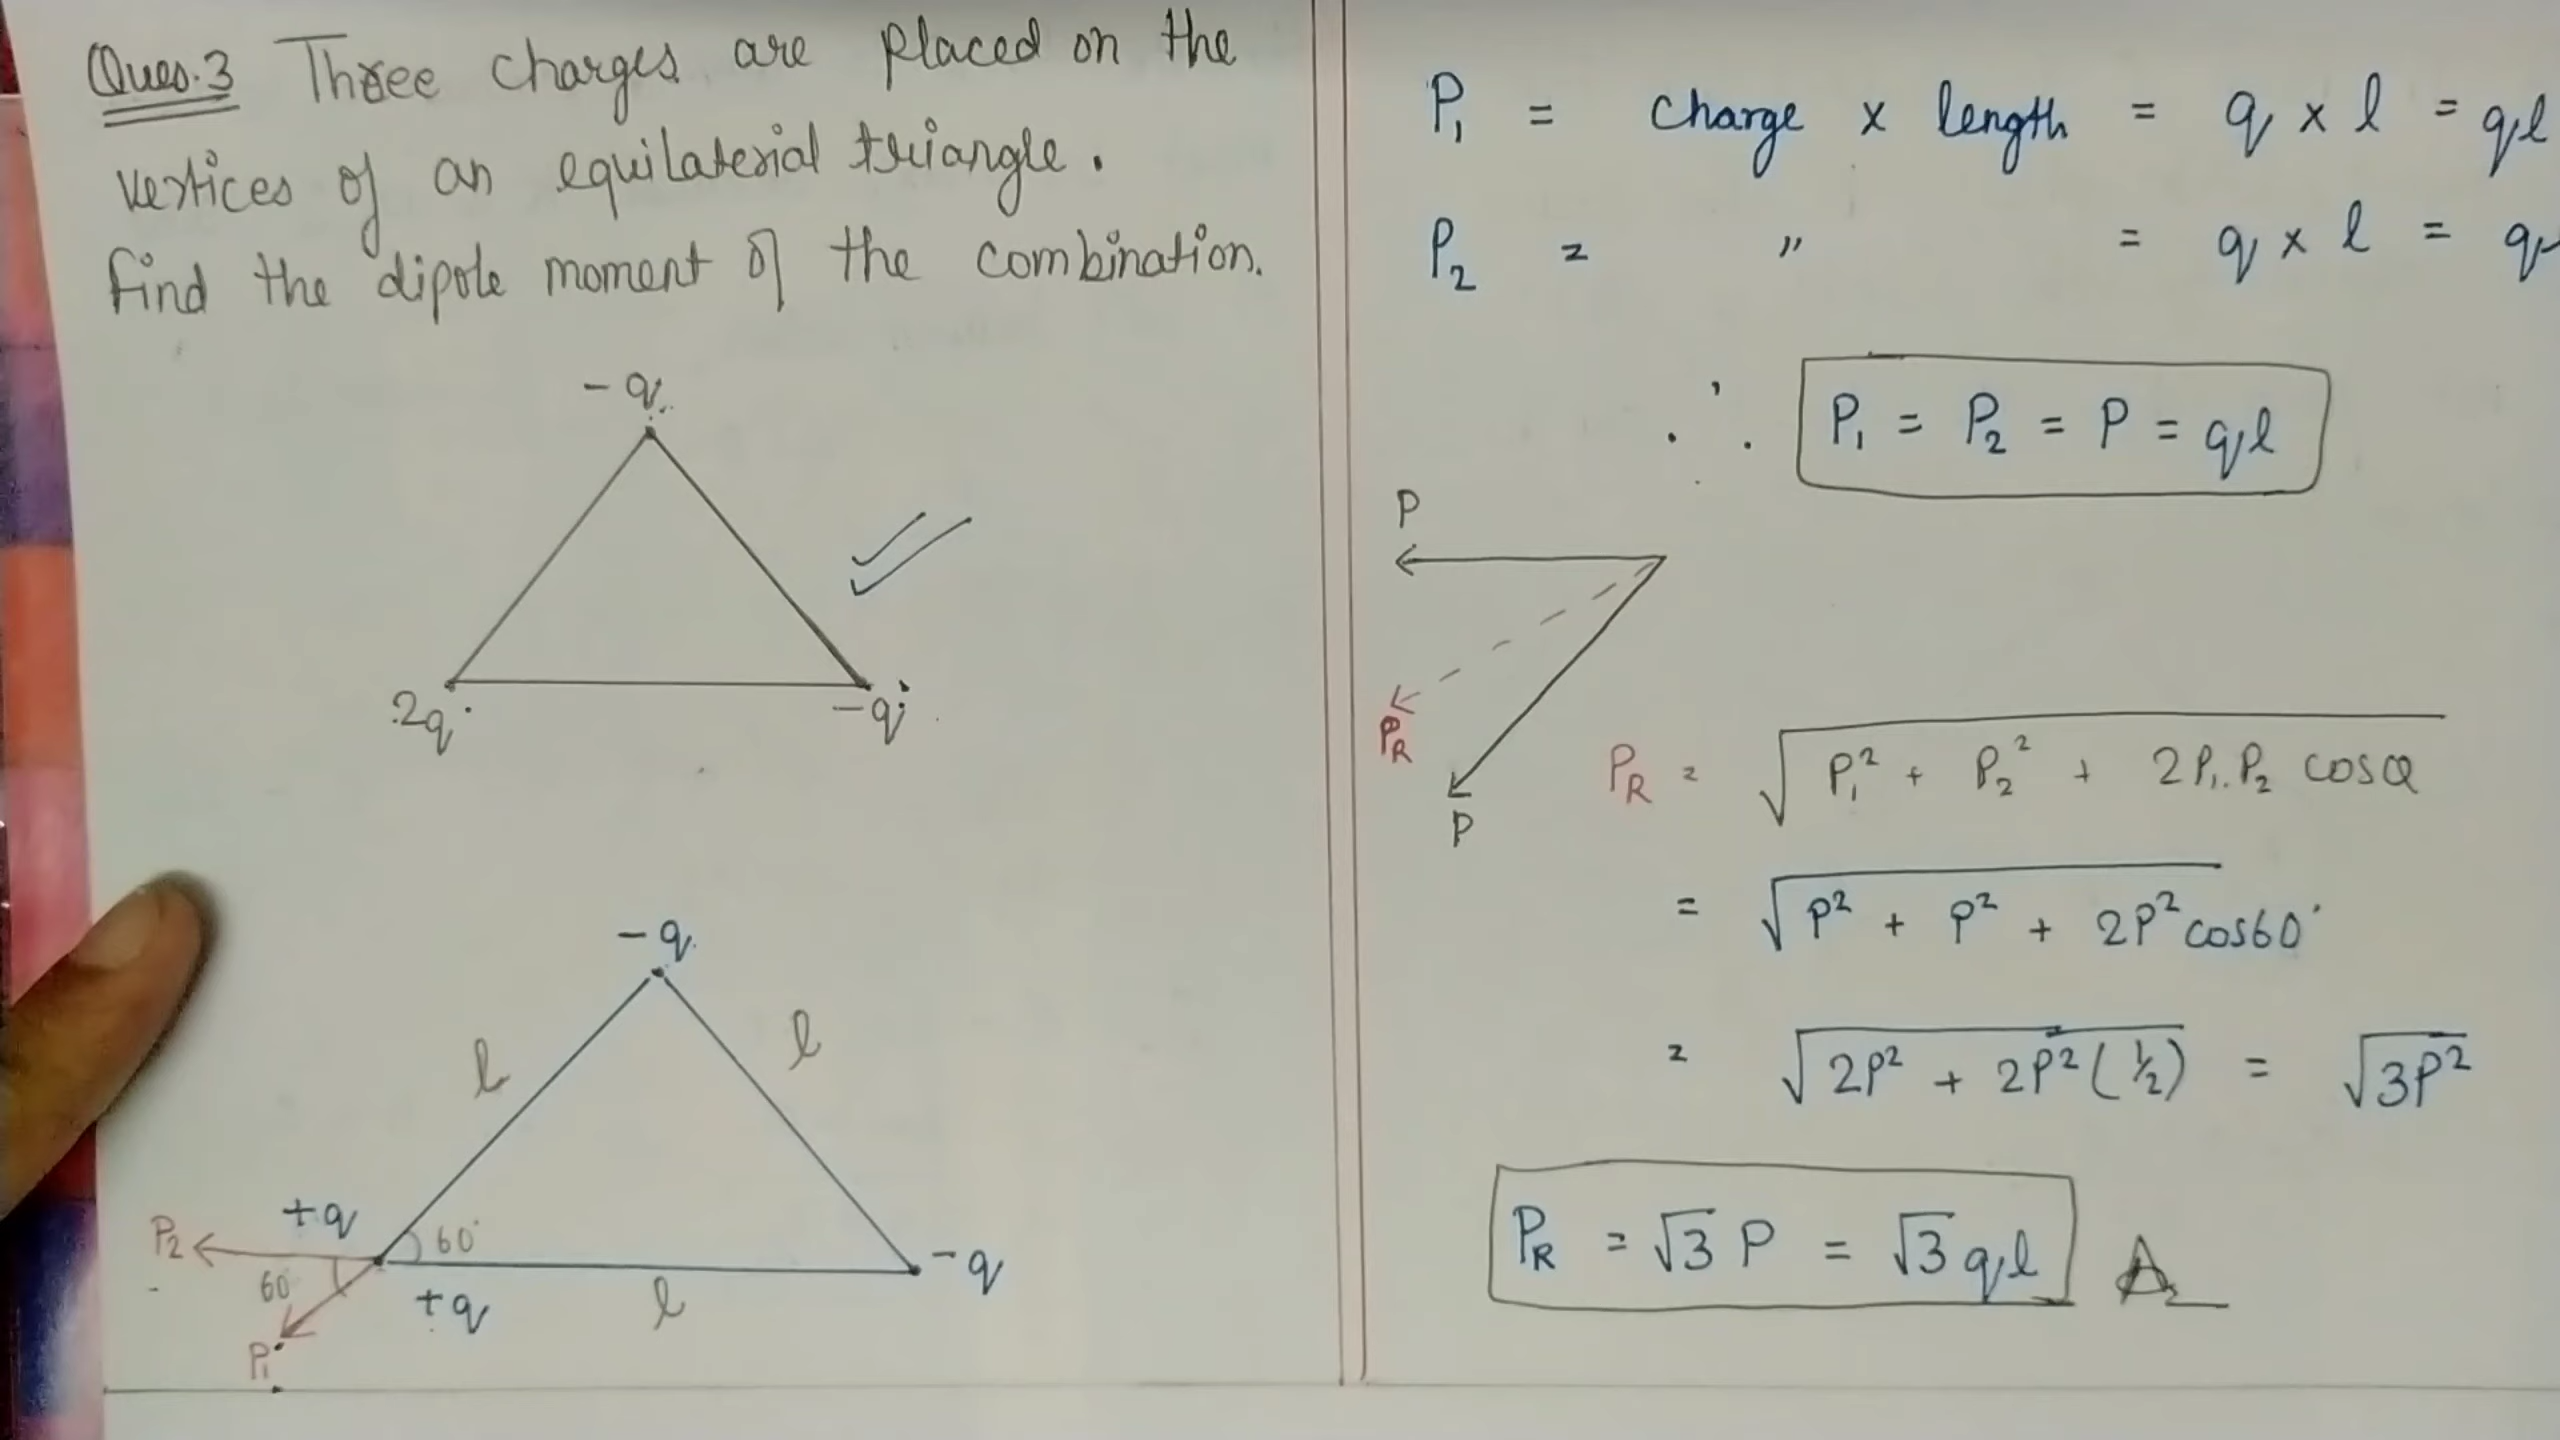 Ques.3 Three charges are placed on the
vertices of an equilaterial triangle.
find the dipole moment of the combination.
-q
2q
-q
-q
l
l
+q
60°
P2
60
+q
l
-q
P1
P1 = charge x length = q x l = ql
P2 = " = q x l = q
∴ P1 = P2 = P = ql
P
PR
P
PR = √P1² + P2² + 2P1.P2 cosθ
= √P² + P² + 2P² cos60°
= √2P² + 2P²(1/2) = √3P²
PR = √3 P = √3 ql